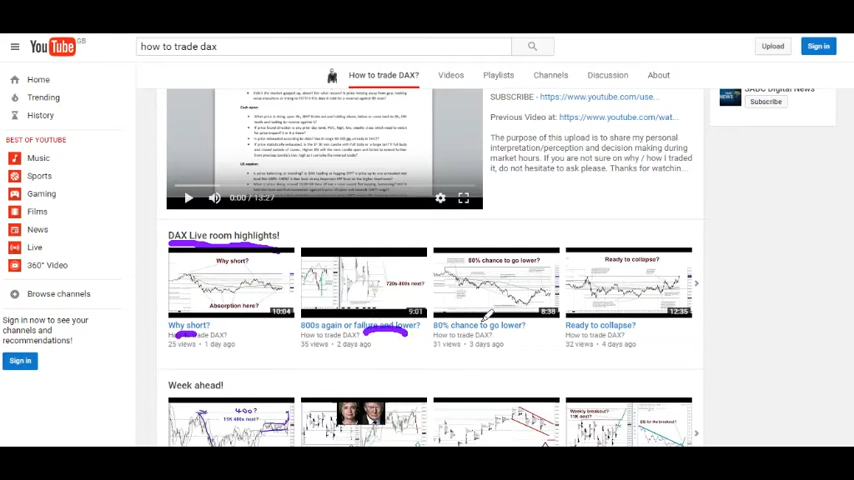 YouTube GB
how to trade dax
Upload
Sign in
How to trade DAX?
Videos
Playlists
Channels
Discussion
About
Home
Trending
History
BEST OF YOUTUBE
Music
Sports
Gaming
Films
News
Live
360° Video
Browse channels
Sign in now to see your
channels and
recommendations!
Sign in
0:00 / 13:27
SUBSCRIBE - https://www.youtube.com/use...
Previous Video at: https://www.youtube.com/wat...
The purpose of this upload is to share my personal
interpretation/perception and decision making during
market hours. If you are not sure on why / how I traded
it, do not hesitate to ask please. Thanks for watchin...
SABC Digital News
Subscribe
DAX Live room highlights!
Why short?
Absorption here?
10:04
720s-800s next?
9:01
80% chance to go lower?
8:38
Ready to collapse?
12:35
Why short?
How to trade DAX?
25 views • 1 day ago
800s again or failure and lower?
How to trade DAX?
35 views • 2 days ago
80% chance to go lower?
How to trade DAX?
31 views • 3 days ago
Ready to collapse?
How to trade DAX?
32 views • 4 days ago
Week ahead!
400?
11K-800s next?
Weekly breakout?